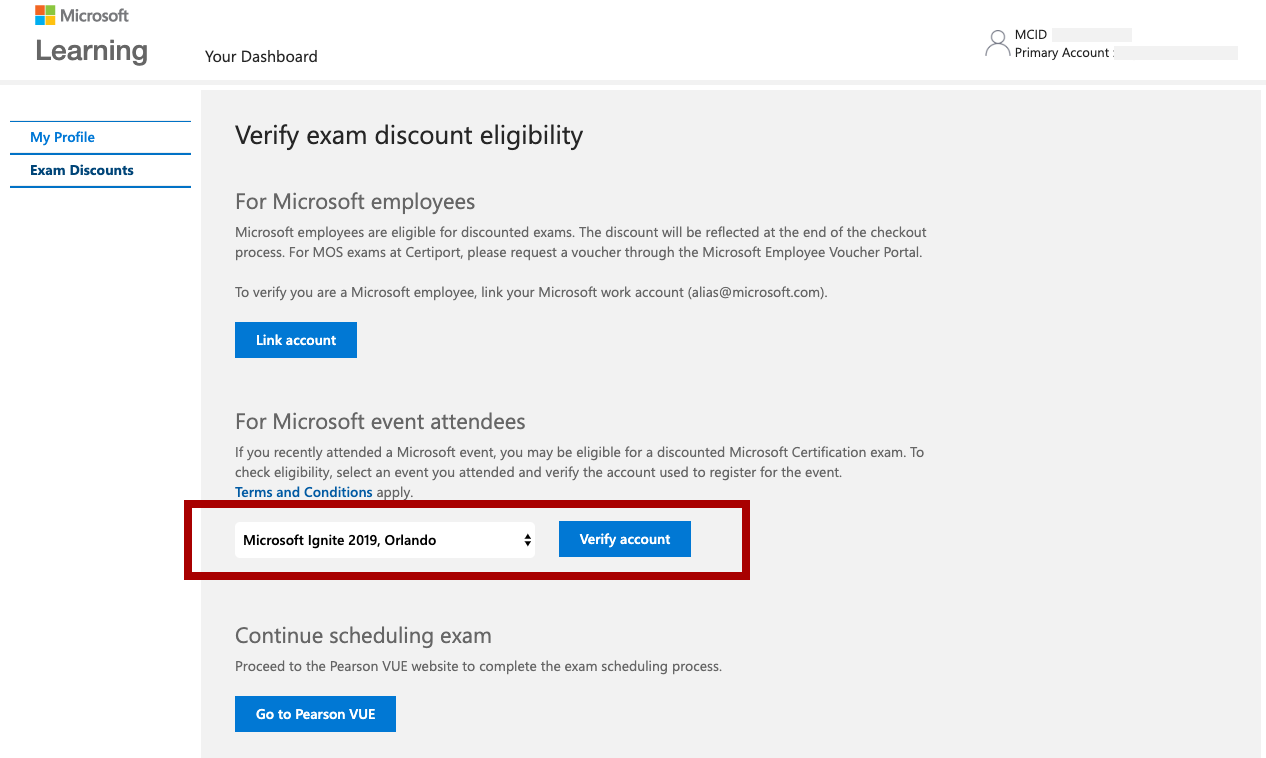 Microsoft
Learning
Your Dashboard
MCID
Primary Account :
My Profile
Exam Discounts
Verify exam discount eligibility
For Microsoft employees
Microsoft employees are eligible for discounted exams. The discount will be reflected at the end of the checkout
process. For MOS exams at Certiport, please request a voucher through the Microsoft Employee Voucher Portal.
To verify you are a Microsoft employee, link your Microsoft work account (alias@microsoft.com).
Link account
For Microsoft event attendees
If you recently attended a Microsoft event, you may be eligible for a discounted Microsoft Certification exam. To
check eligibility, select an event you attended and verify the account used to register for the event.
Terms and Conditions apply.
Microsoft Ignite 2019, Orlando
Verify account
Continue scheduling exam
Proceed to the Pearson VUE website to complete the exam scheduling process.
Go to Pearson VUE